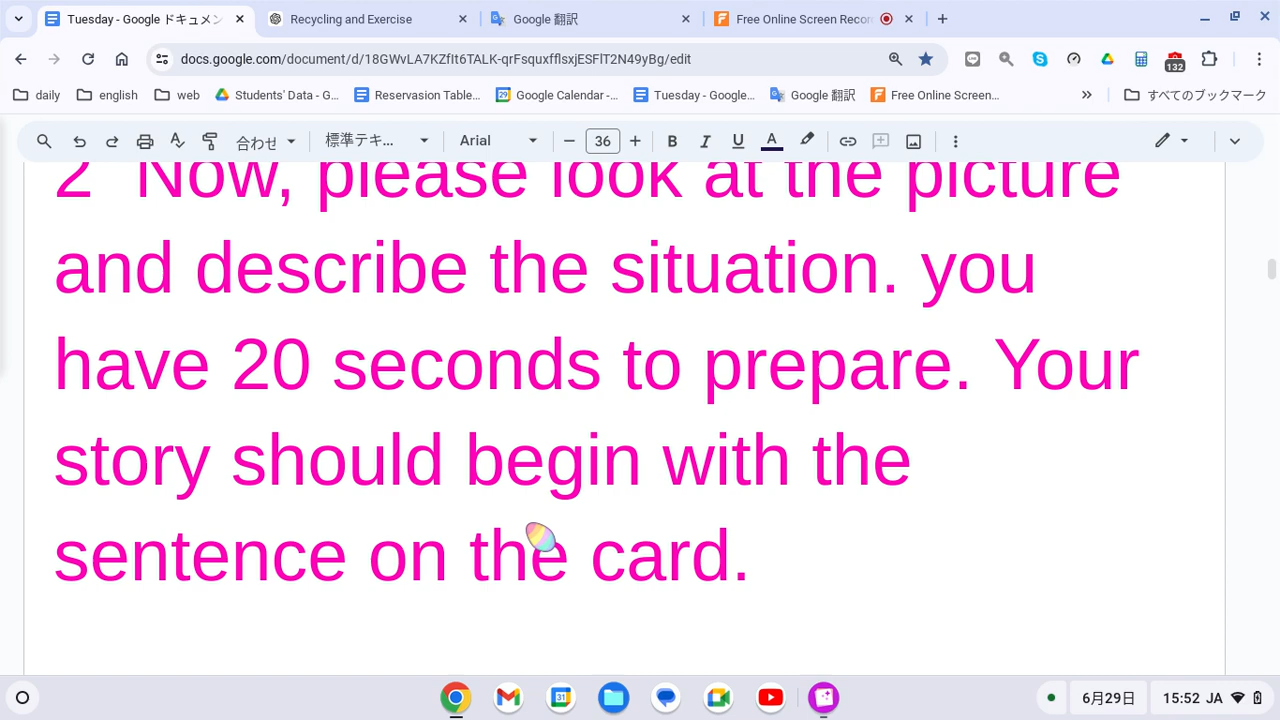 Tuesday - Google ドキュメン
Recycling and Exercise
Google 翻訳
Free Online Screen Recor
docs.google.com/document/d/18GWvLA7KZfIt6TALK-qrFsquxfflsxjESFlT2N49yBg/edit
132
daily
english
web
Students' Data - G...
Reservasion Table...
Google Calendar -...
Tuesday - Google...
Google 翻訳
Free Online Screen...
すべてのブックマーク
合わせ
標準テキ...
Arial
36
2 Now, please look at the picture
and describe the situation. you
have 20 seconds to prepare. Your
story should begin with the
sentence on the card.
6月29日
15:52 JA